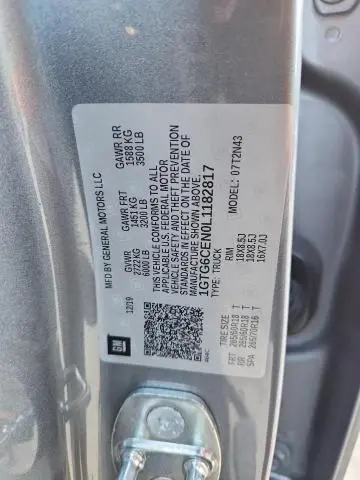 MFD BY GENERAL MOTORS LLC
12/19 GVWR GAWR FRT GAWR RR
2722 KG 1451 KG 1588 KG
6000 LB 3200 LB 3500 LB
THIS VEHICLE CONFORMS TO ALL
APPLICABLE U.S. FEDERAL MOTOR
VEHICLE SAFETY AND THEFT PREVENTION
STANDARDS IN EFFECT ON THE DATE OF
MANUFACTURE SHOWN ABOVE.
1GTG6CEN0L1182817
TYPE: TRUCK MODEL: 07T2N43
TIRE SIZE RIM
FRT 265/60R18 T 18X8.5J
RR 265/60R18 T 18X8.5J
SPA 265/70R16 T 16X7.0J
GM